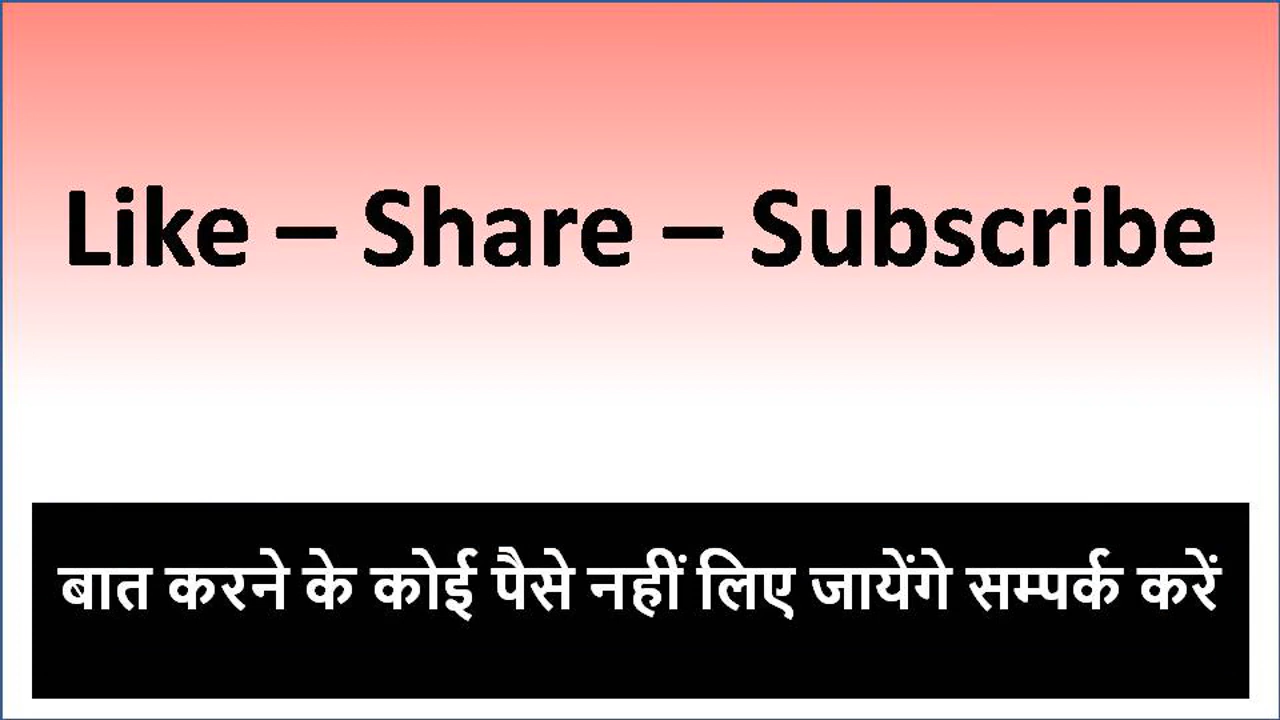 Like – Share – Subscribe
बात करने के कोई पैसे नहीं लिए जायेंगे सम्पर्क करें